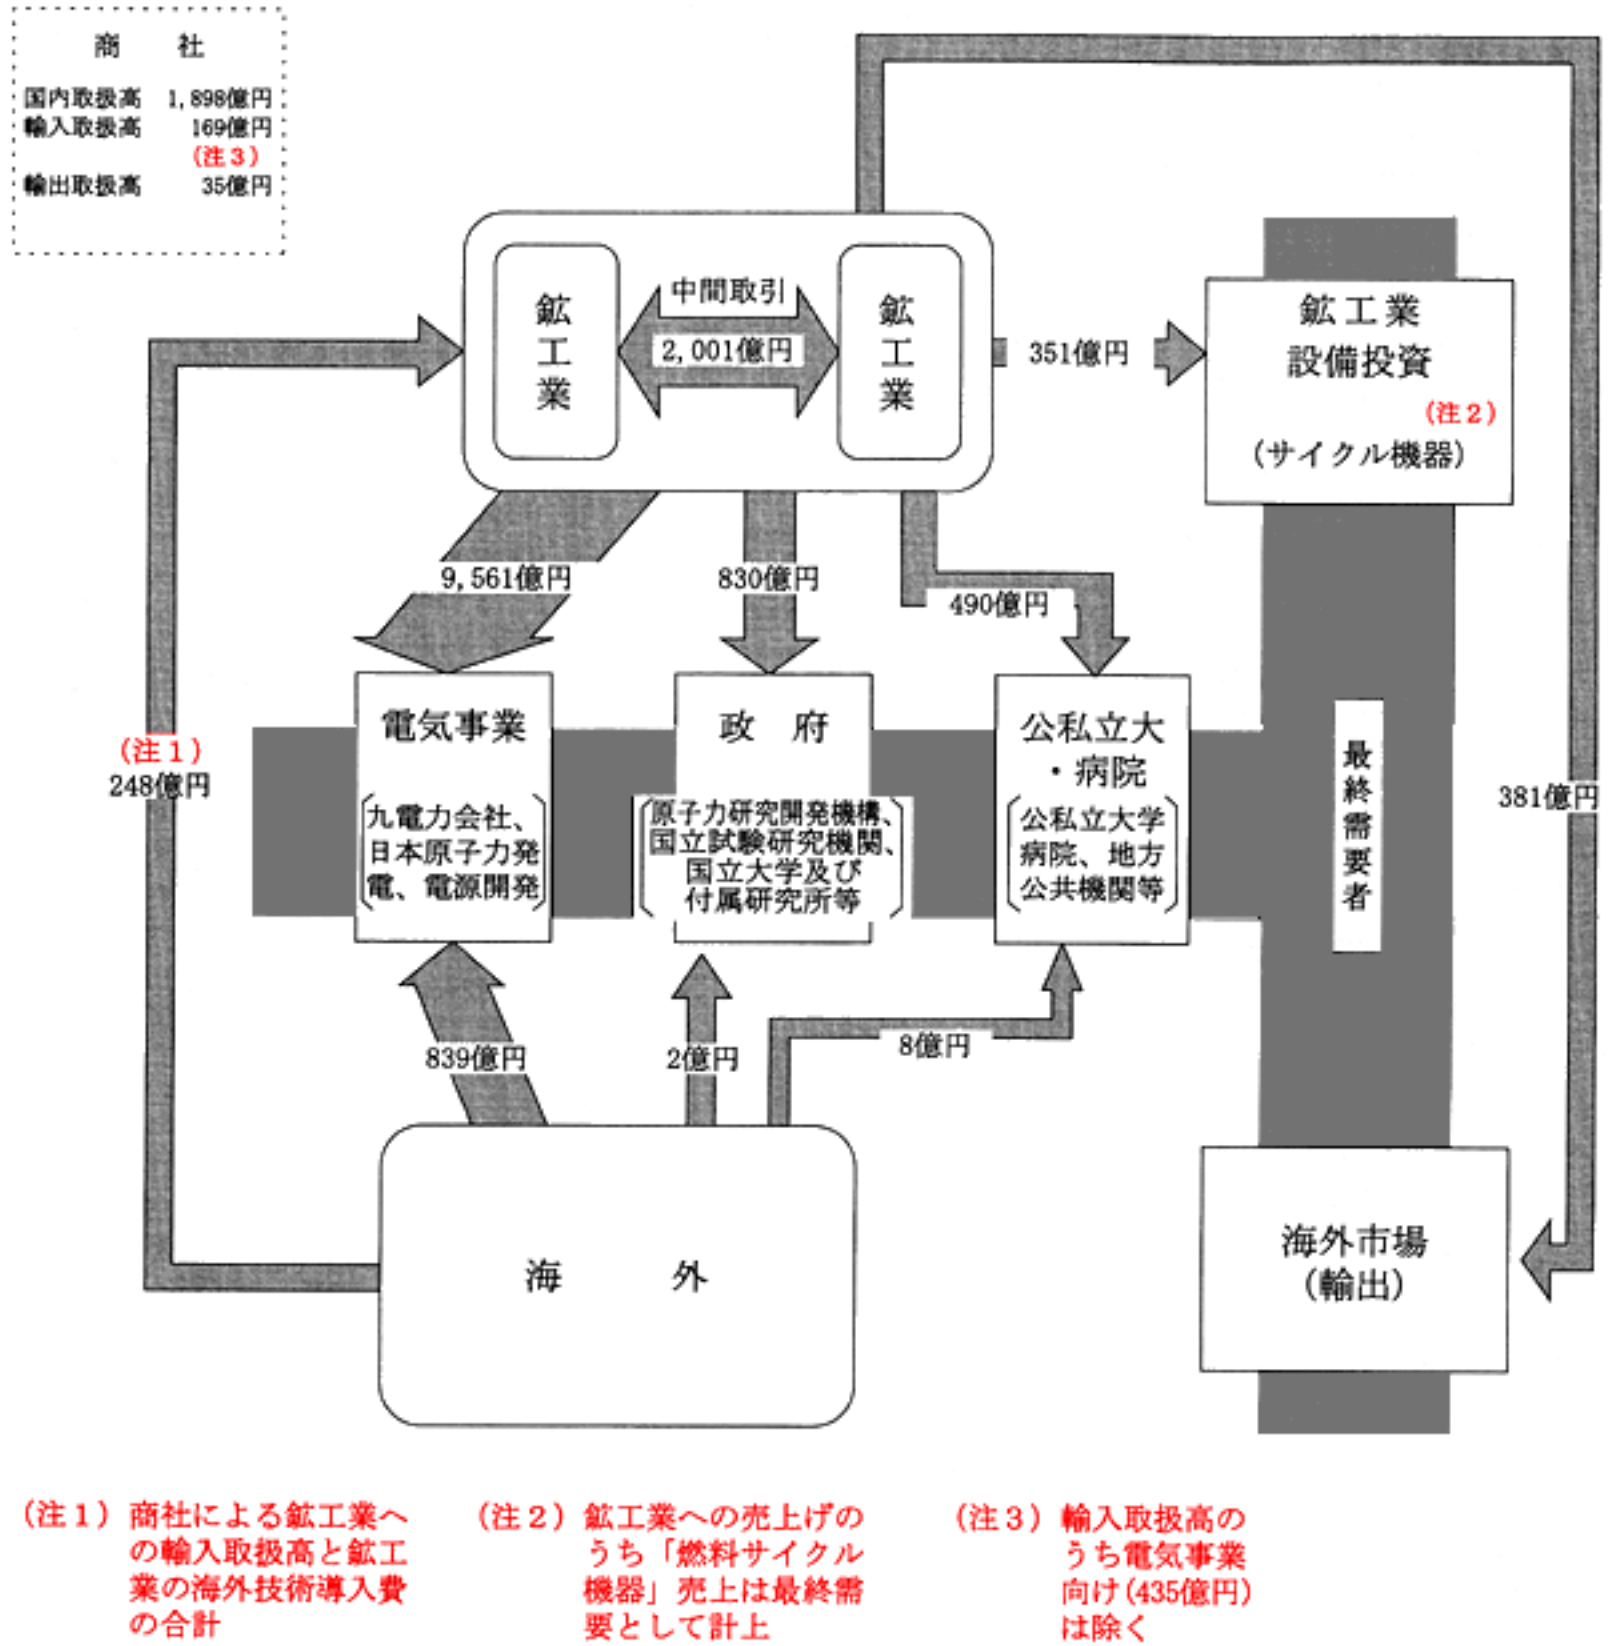 商 社
国内取扱高 1,898億円
輸入取扱高 169億円
(注3)
輸出取扱高 35億円
鉱工業
中間取引
2,001億円
鉱工業
351億円
鉱工業
設備投資
(注2)
(サイクル機器)
9,561億円
830億円
490億円
(注1)
248億円
電気事業
九電力会社、
日本原子力発
電、電源開発
政 府
原子力研究開発機構、
国立試験研究機関、
国立大学及び
付属研究所等
公私立大
・病院
公私立大学
病院、地方
公共機関等
最終需要者
381億円
839億円
2億円
8億円
海 外
海外市場
(輸出)
(注1) 商社による鉱工業へ
の輸入取扱高と鉱工
業の海外技術導入費
の合計
(注2) 鉱工業への売上げの
うち「燃料サイクル
機器」売上は最終需
要として計上
(注3) 輸入取扱高の
うち電気事業
向け(435億円)
は除く